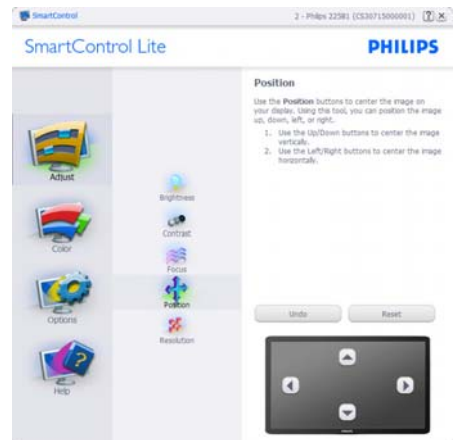 SmartControl
2 - Philips 225B1 (CS30715000001)
SmartControl Lite
PHILIPS
Adjust
Color
Options
Help
Brightness
Contrast
Focus
Position
Resolution
Position
Use the Position buttons to center the image on
your display. Using the tool, you can position the image
up, down, left, or right.
1. Use the Up/Down buttons to center the image
vertically.
2. Use the Left/Right buttons to center the image
horizontally.
Undo
Reset